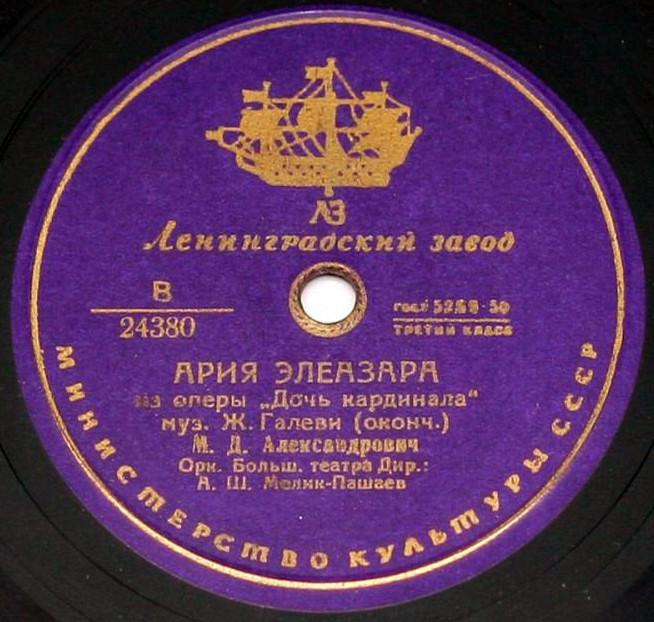 ЛЗ
Ленинградский завод
В
24380
ГОСТ 5289-50
ТРЕТИЙ КЛАСС
АРИЯ ЭЛЕАЗАРА
из оперы „Дочь кардинала“
муз. Ж. Галеви (оконч.)
М. Д. Александрович
Орк. Больш. театра Дир.:
А. Ш. Мелик-Пашаев
МИНИСТЕРСТВО КУЛЬТУРЫ СССР